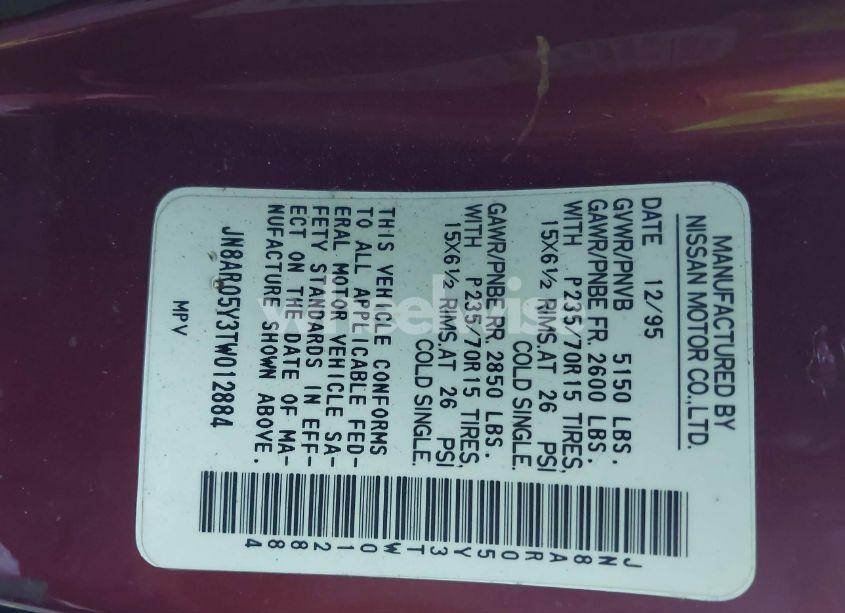 MANUFACTURED BY
NISSAN MOTOR CO.,LTD.
DATE 12/95
GVWR/PNVB 5150 LBS.
GAWR/PNBE FR. 2600 LBS.
WITH P235/70R15 TIRES,
15X6½ RIMS.AT 26 PSI
COLD SINGLE.
GAWR/PNBE RR. 2850 LBS.
WITH P235/70R15 TIRES,
15X6½ RIMS.AT 26 PSI
COLD SINGLE.
THIS VEHICLE CONFORMS
TO ALL APPLICABLE FED-
ERAL MOTOR VEHICLE SA-
FETY STANDARDS IN EFF-
ECT ON THE DATE OF MA-
NUFACTURE SHOWN ABOVE.
JN8AR05Y3TW012884
MPV
JN8AR05Y3TW012884